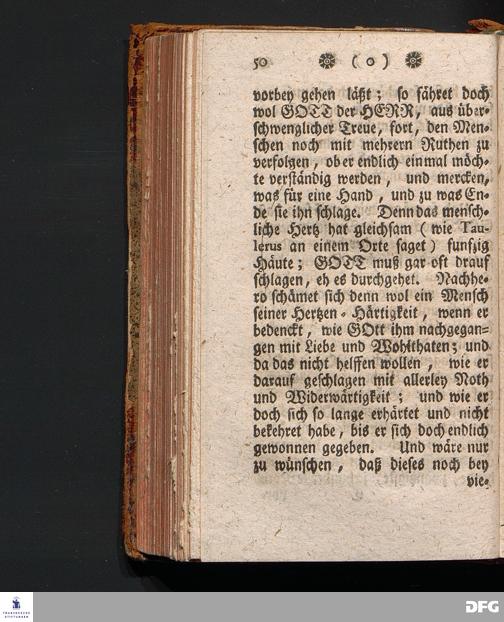 50 ( o )
vorbey gehen läßt; so fähret doch
wol GOTT der HERR, aus über-
schwenglicher Treue, fort, den Men-
schen noch mit mehrern Ruthen zu
verfolgen, ob er endlich einmal möch-
te verständig werden, und mercken,
was für eine Hand, und zu was En-
de sie ihn schlage. Denn das mensch-
liche Hertz hat gleichsam (wie Tau-
lerus an einem Orte saget) funfzig
Häute; GOTT muß gar oft drauf
schlagen, eh es durchgehet. Nachhe-
ro schämet sich denn wol ein Mensch
seiner Hertzen-Härtigkeit, wenn er
bedenckt, wie GOtt ihm nachgegan-
gen mit Liebe und Wohlthaten; und
da das nicht helffen wollen, wie er
darauf geschlagen mit allerley Noth
und Widerwärtigkeit; und wie er
doch sich so lange erhärtet und nicht
bekehret habe, bis er sich doch endlich
gewonnen gegeben. Und wäre nur
zu wünschen, daß dieses noch bey
vie-
FRANCKESCHE STIFTUNGEN
DFG